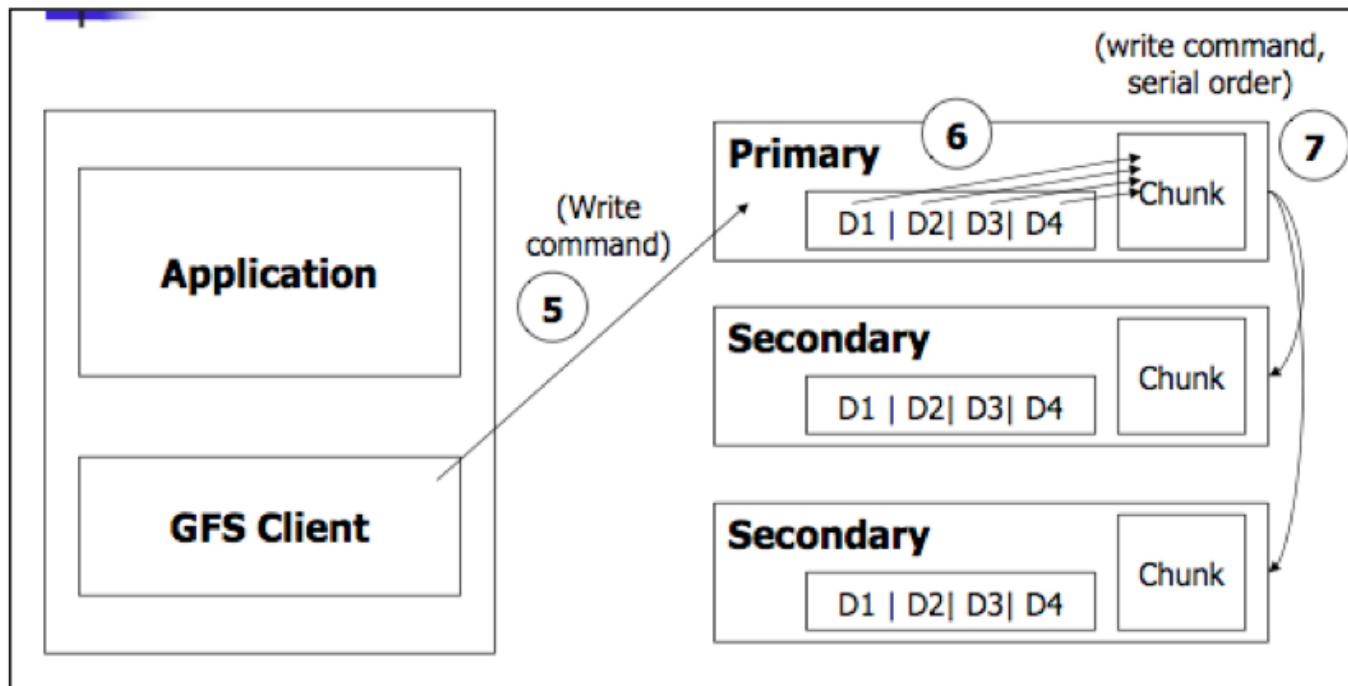 (write command,
serial order)
6
7
Primary
Chunk
D1 | D2| D3| D4
(Write
command)
Application
5
Secondary
Chunk
D1 | D2| D3| D4
GFS Client
Secondary
Chunk
D1 | D2| D3| D4